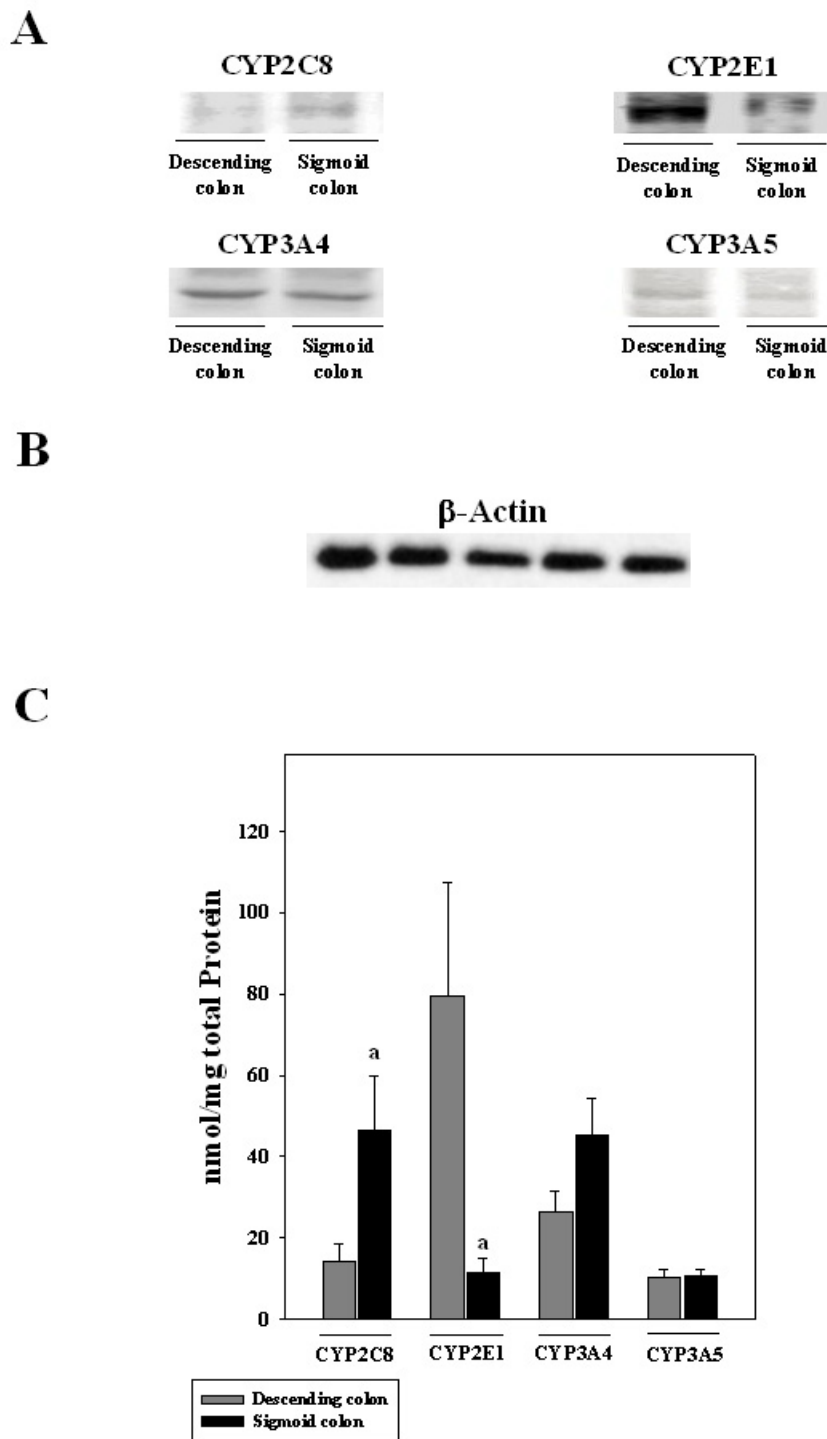 A
CYP2C8
CYP2E1
Descending colon
Sigmoid colon
Descending colon
Sigmoid colon
CYP3A4
CYP3A5
Descending colon
Sigmoid colon
Descending colon
Sigmoid colon
B
β-Actin
C
nmol/mg total Protein
120
100
80
60
40
20
0
a
a
CYP2C8
CYP2E1
CYP3A4
CYP3A5
Descending colon
Sigmoid colon